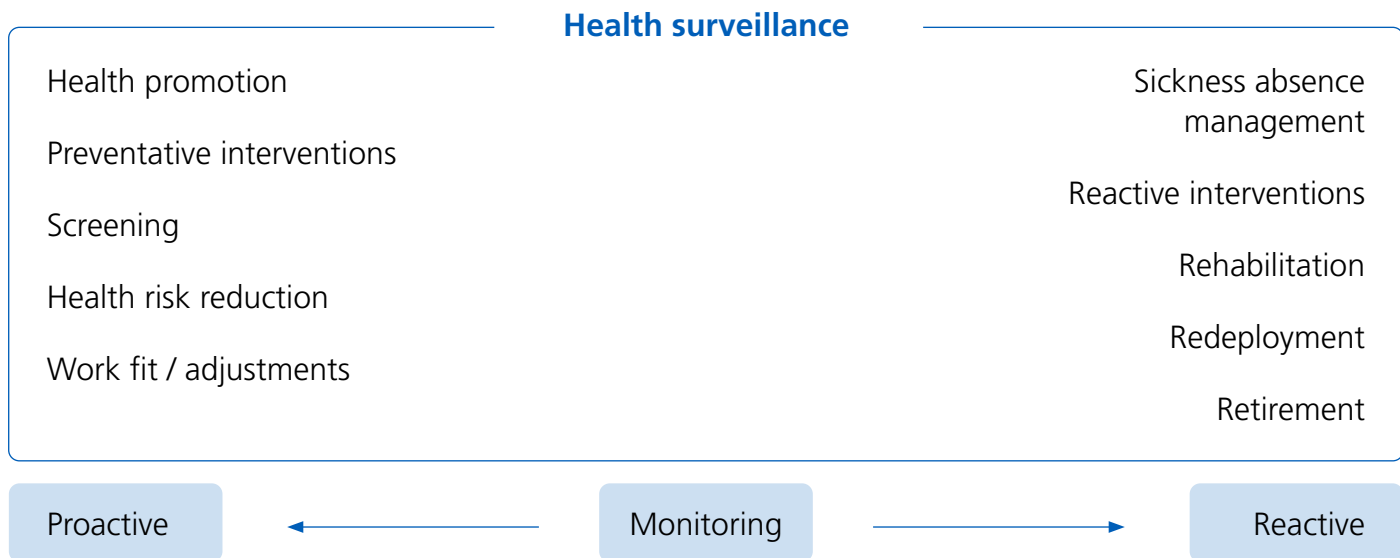 Health surveillance
Health promotion
Preventative interventions
Screening
Health risk reduction
Work fit / adjustments
Sickness absence
management
Reactive interventions
Rehabilitation
Redeployment
Retirement
Proactive
Monitoring
Reactive